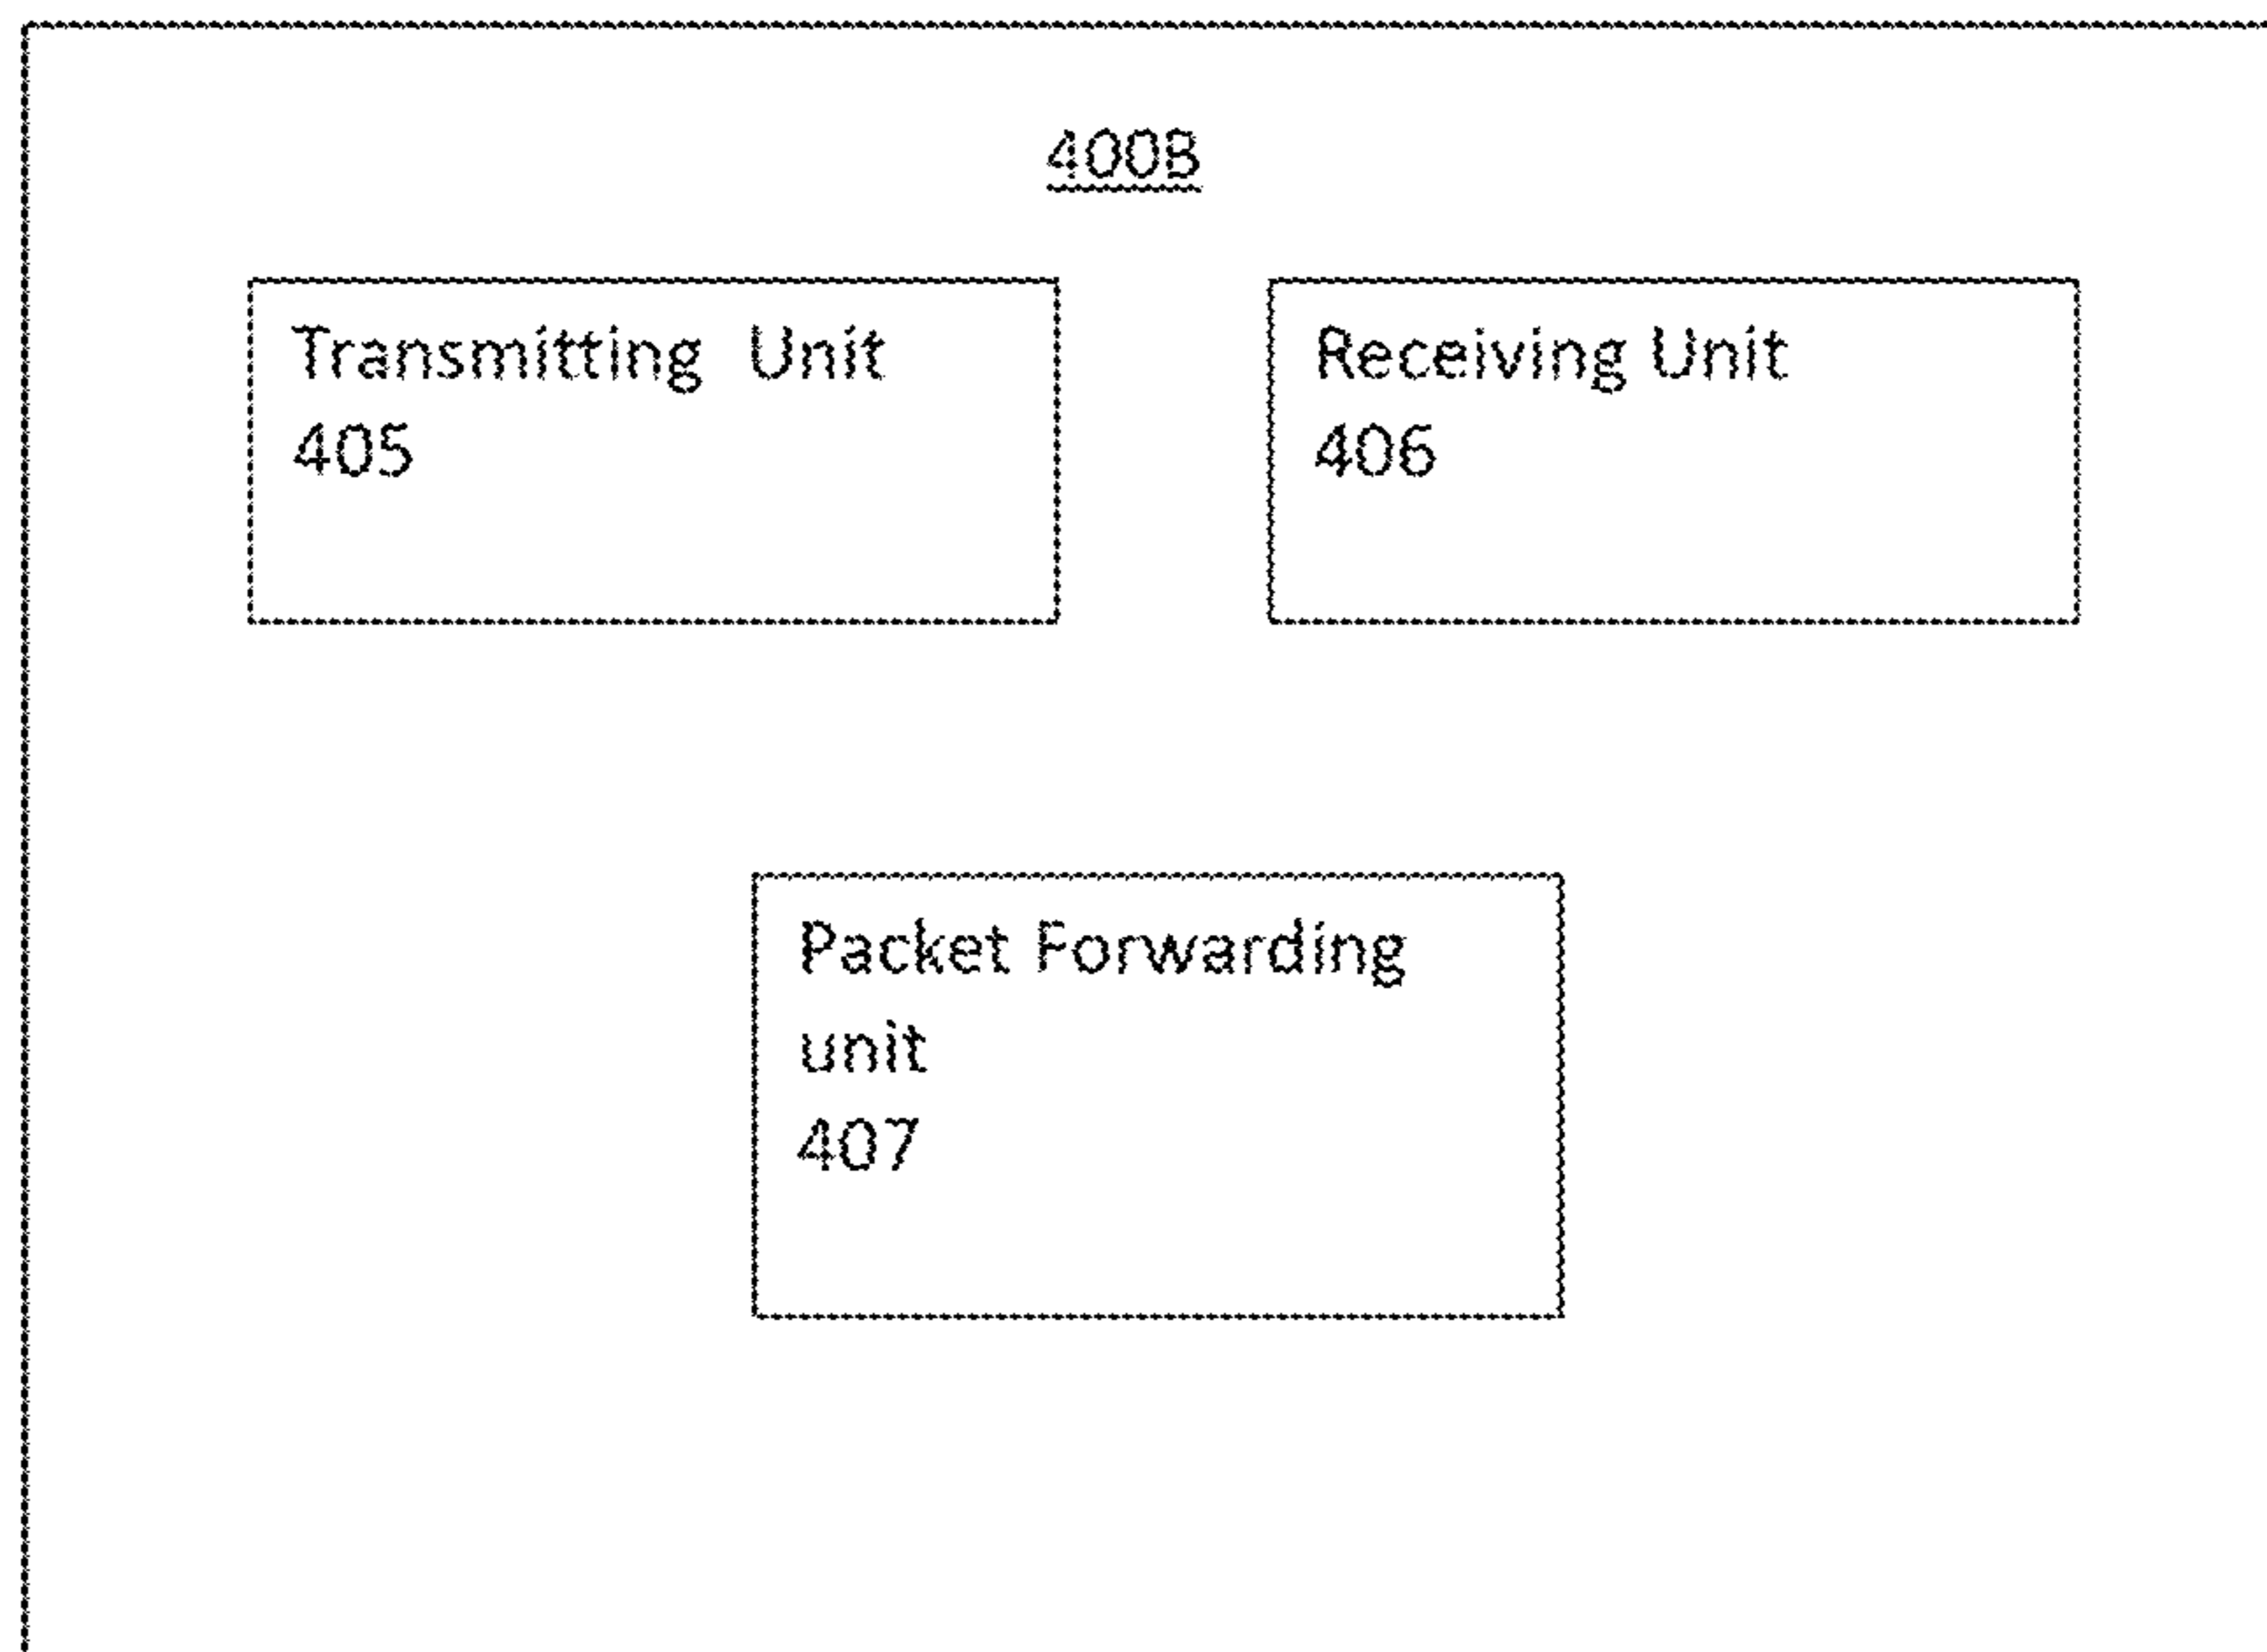 400B
Transmitting Unit
405
Receiving Unit
406
Packet Forwarding
unit
407